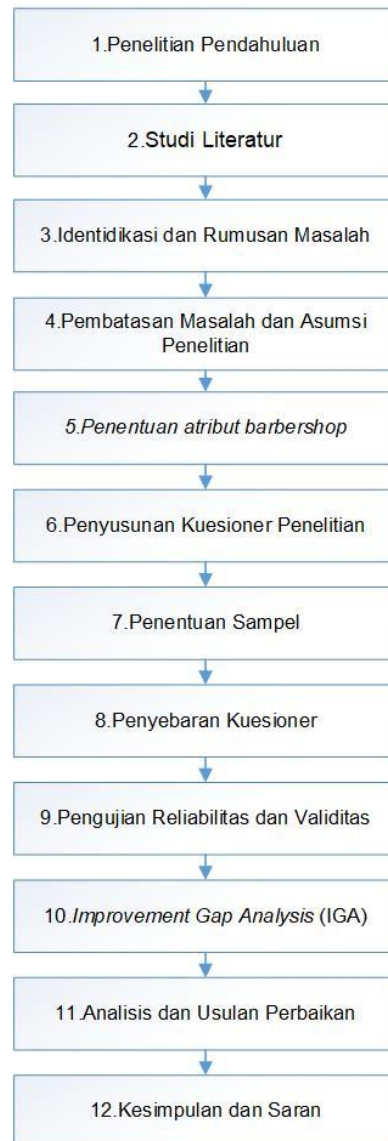 1.Penelitian Pendahuluan
2.Studi Literatur
3.Identidikasi dan Rumusan Masalah
4.Pembatasan Masalah dan Asumsi
Penelitian
5.Penentuan atribut barbershop
6.Penyusunan Kuesioner Penelitian
7.Penentuan Sampel
8.Penyebaran Kuesioner
9.Pengujian Reliabilitas dan Validitas
10.Improvement Gap Analysis (IGA)
11.Analisis dan Usulan Perbaikan
12.Kesimpulan dan Saran